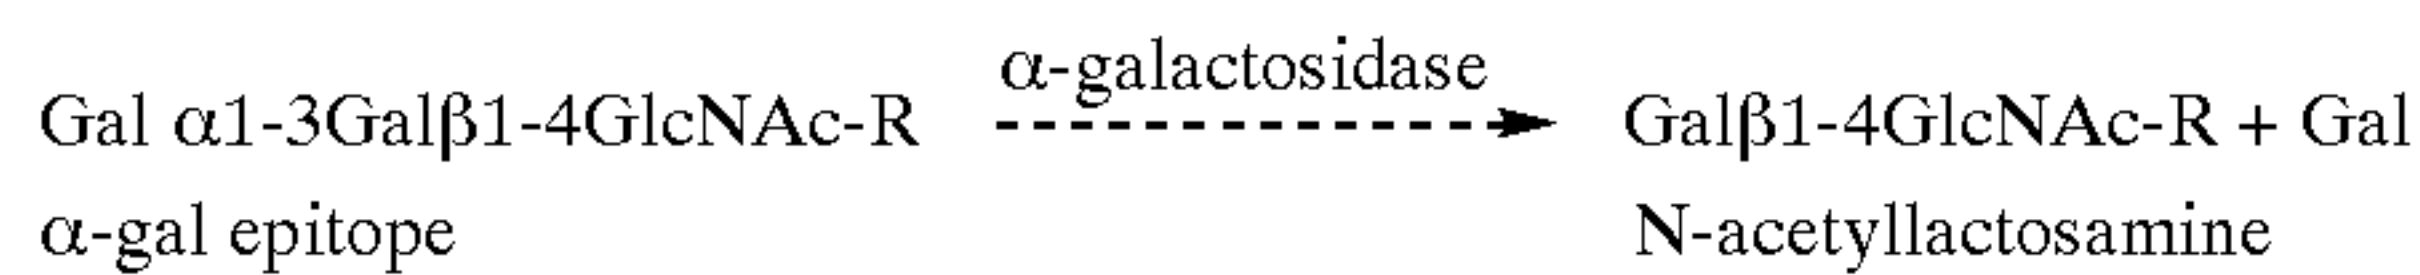 α-galactosidase
Gal α1-3Galβ1-4GlcNAc-R Galβ1-4GlcNAc-R + Gal
α-gal epitope N-acetyllactosamine